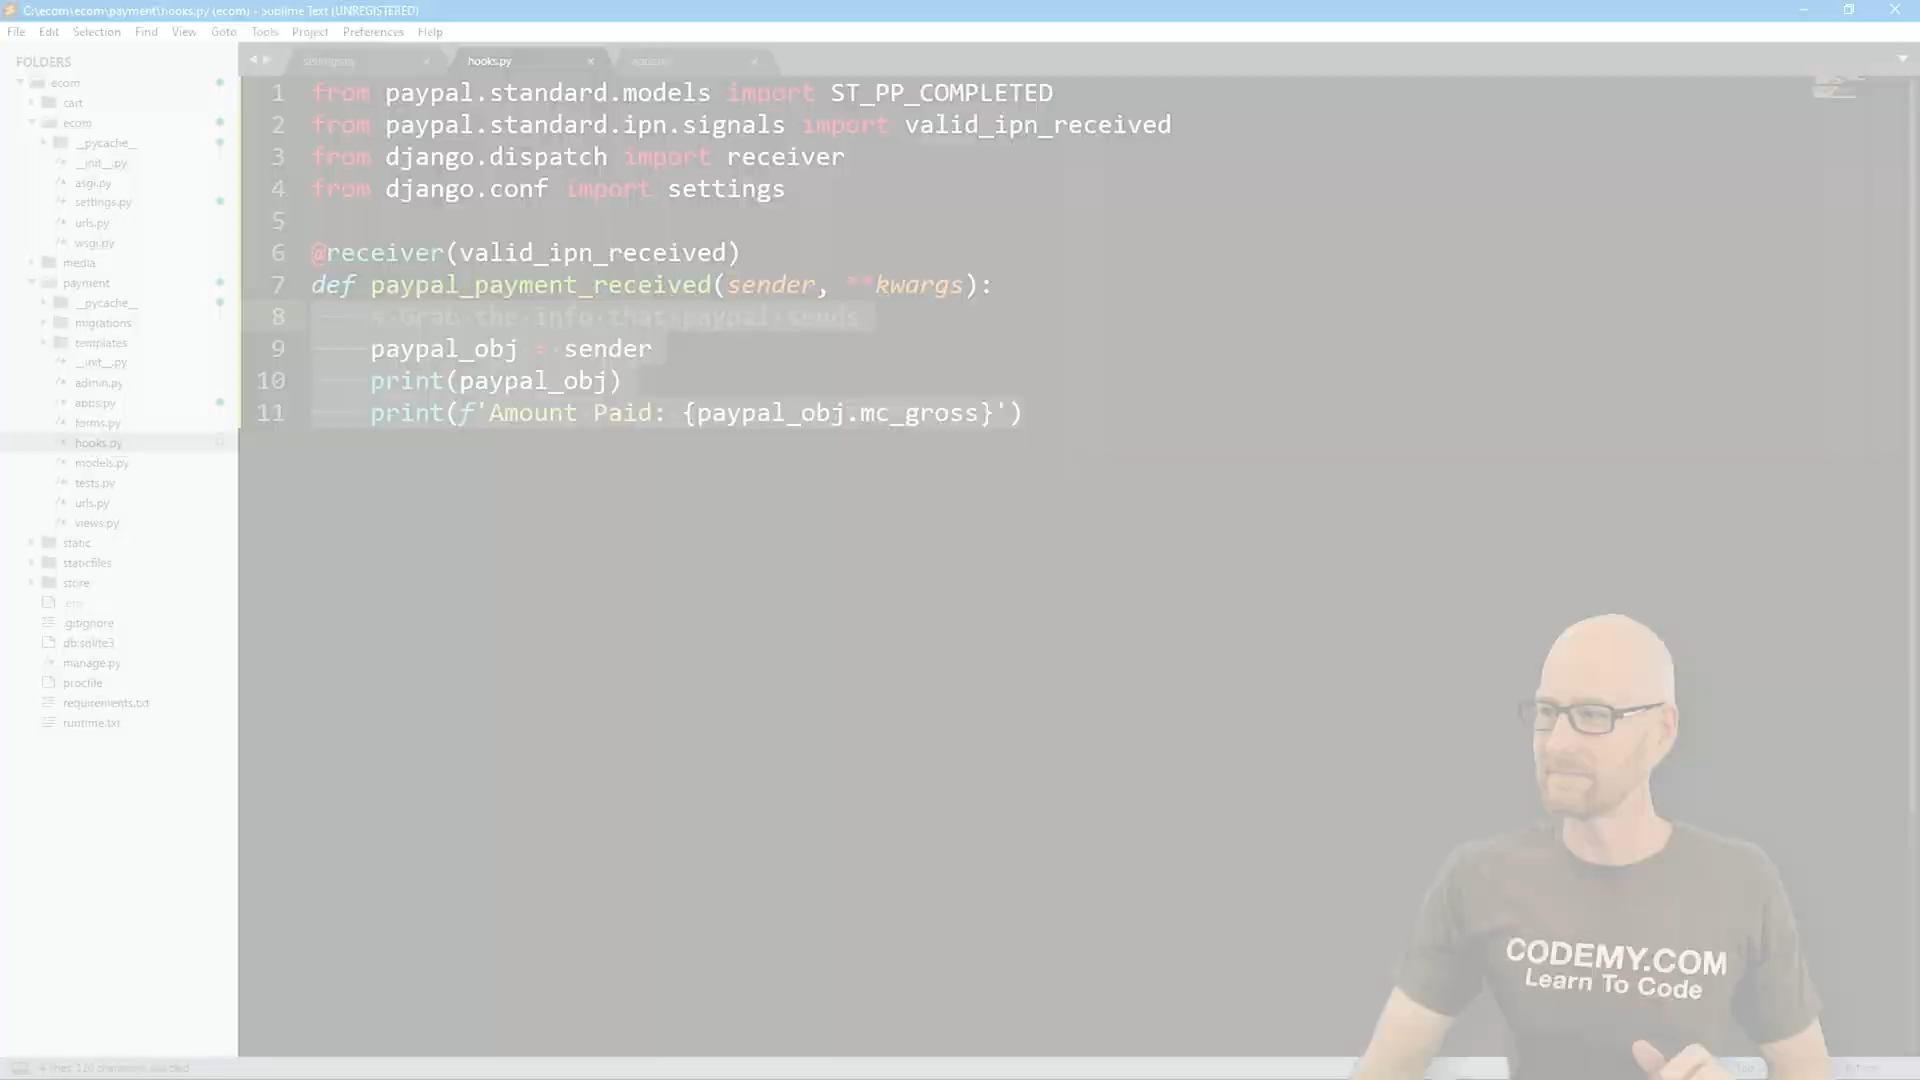 C:\ecom\ecom\payment\hooks.py (ecom) - Sublime Text (UNREGISTERED)
File Edit Selection Find View Goto Tools Project Preferences Help
FOLDERS
ecom
cart
ecom
__pycache__
__init__.py
asgi.py
settings.py
urls.py
wsgi.py
media
payment
__pycache__
migrations
templates
__init__.py
admin.py
apps.py
forms.py
hooks.py
models.py
tests.py
urls.py
views.py
static
staticfiles
store
.env
.gitignore
db.sqlite3
manage.py
procfile
requirements.txt
runtime.txt
settings.py hooks.py apps.py
1 from paypal.standard.models import ST_PP_COMPLETED
2 from paypal.standard.ipn.signals import valid_ipn_received
3 from django.dispatch import receiver
4 from django.conf import settings
5
6 @receiver(valid_ipn_received)
7 def paypal_payment_received(sender, **kwargs):
8 # Grab the info that paypal sends
9 paypal_obj = sender
10 print(paypal_obj)
11 print(f'Amount Paid: {paypal_obj.mc_gross}')
CODEMY.COM
Learn To Code
4 lines, 120 characters selected